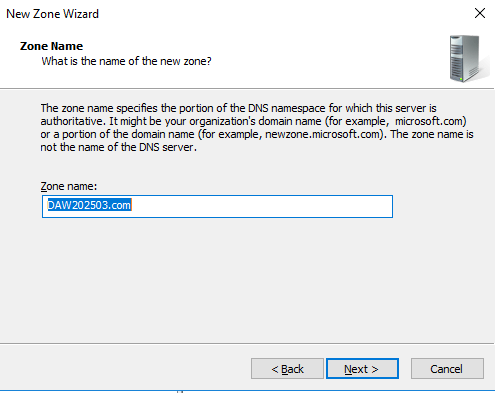 New Zone Wizard
Zone Name
What is the name of the new zone?
The zone name specifies the portion of the DNS namespace for which this server is
authoritative. It might be your organization's domain name (for example, microsoft.com)
or a portion of the domain name (for example, newzone.microsoft.com). The zone name is
not the name of the DNS server.
Zone name:
DAW202503.com
< Back
Next >
Cancel